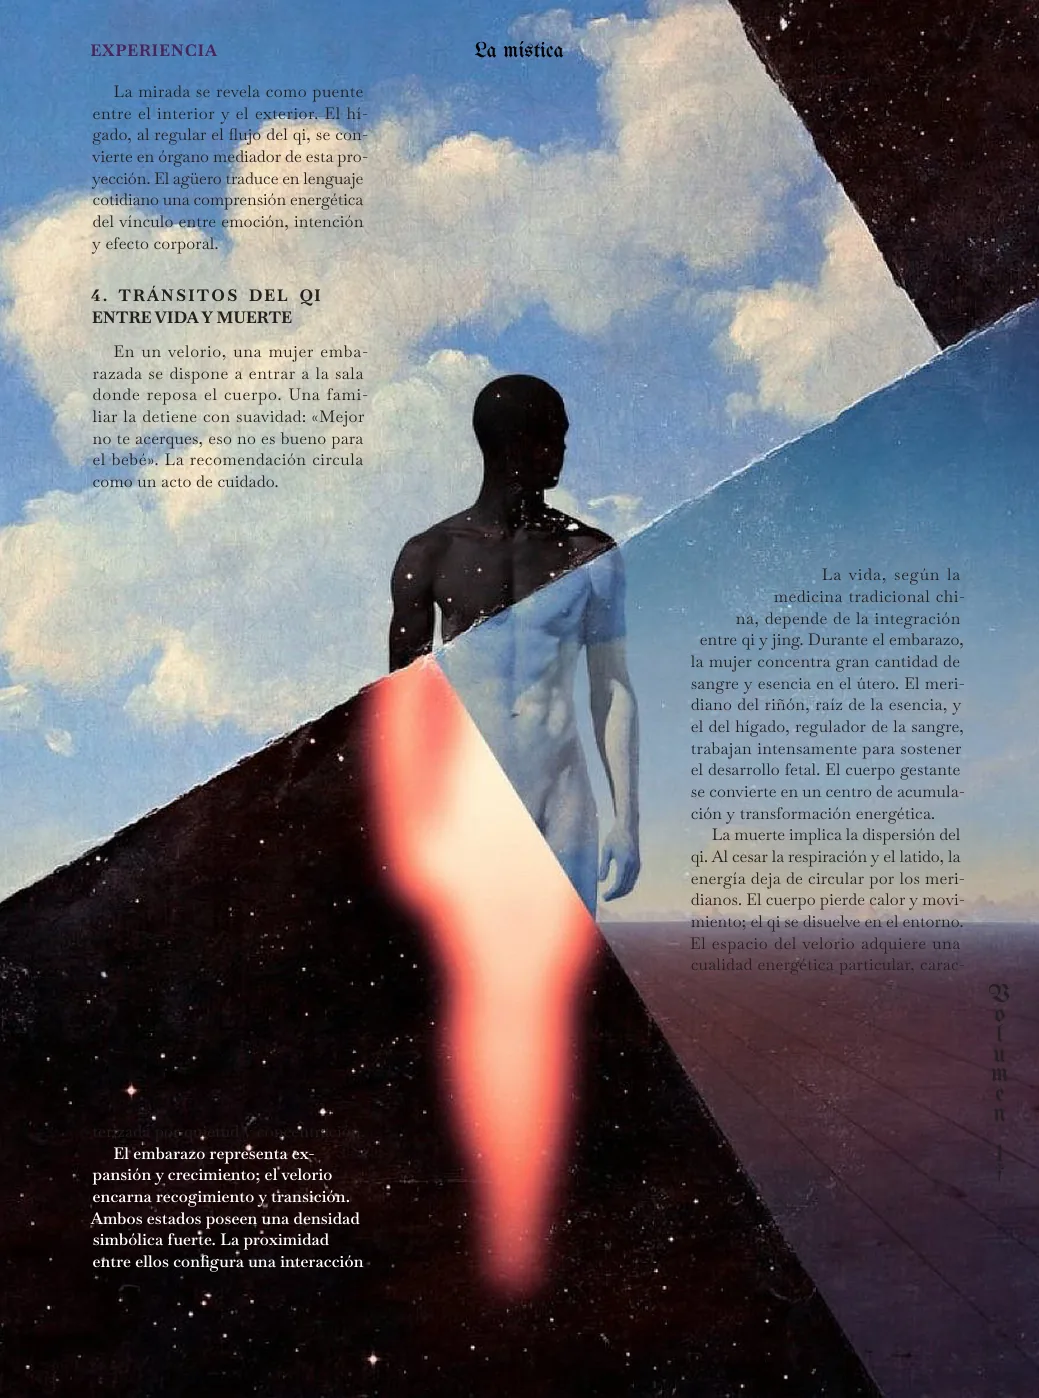 EXPERIENCIA
La mística
La mirada se revela como puente
entre el interior y el exterior. El hí-
gado, al regular el flujo del qi, se con-
vierte en órgano mediador de esta pro-
yección. El agüero traduce en lenguaje
cotidiano una comprensión energética
del vínculo entre emoción, intención
y efecto corporal.
4. TRÁNSITOS DEL QI
ENTRE VIDA Y MUERTE
En un velorio, una mujer emba-
razada se dispone a entrar a la sala
donde reposa el cuerpo. Una fami-
liar la detiene con suavidad: «Mejor
no te acerques, eso no es bueno para
el bebé». La recomendación circula
como un acto de cuidado.
La vida, según la
medicina tradicional chi-
na, depende de la integración
entre qi y jing. Durante el embarazo,
la mujer concentra gran cantidad de
sangre y esencia en el útero. El meri-
diano del riñón, raíz de la esencia, y
el del hígado, regulador de la sangre,
trabajan intensamente para sostener
el desarrollo fetal. El cuerpo gestante
se convierte en un centro de acumula-
ción y transformación energética.
La muerte implica la dispersión del
qi. Al cesar la respiración y el latido, la
energía deja de circular por los meri-
dianos. El cuerpo pierde calor y movi-
miento; el qi se disuelve en el entorno.
El espacio del velorio adquiere una
cualidad energética particular, carac-
terizada por quietud y concentración.
El embarazo representa ex-
pansión y crecimiento; el velorio
encarna recogimiento y transición.
Ambos estados poseen una densidad
simbólica fuerte. La proximidad
entre ellos configura una interacción
Volumen